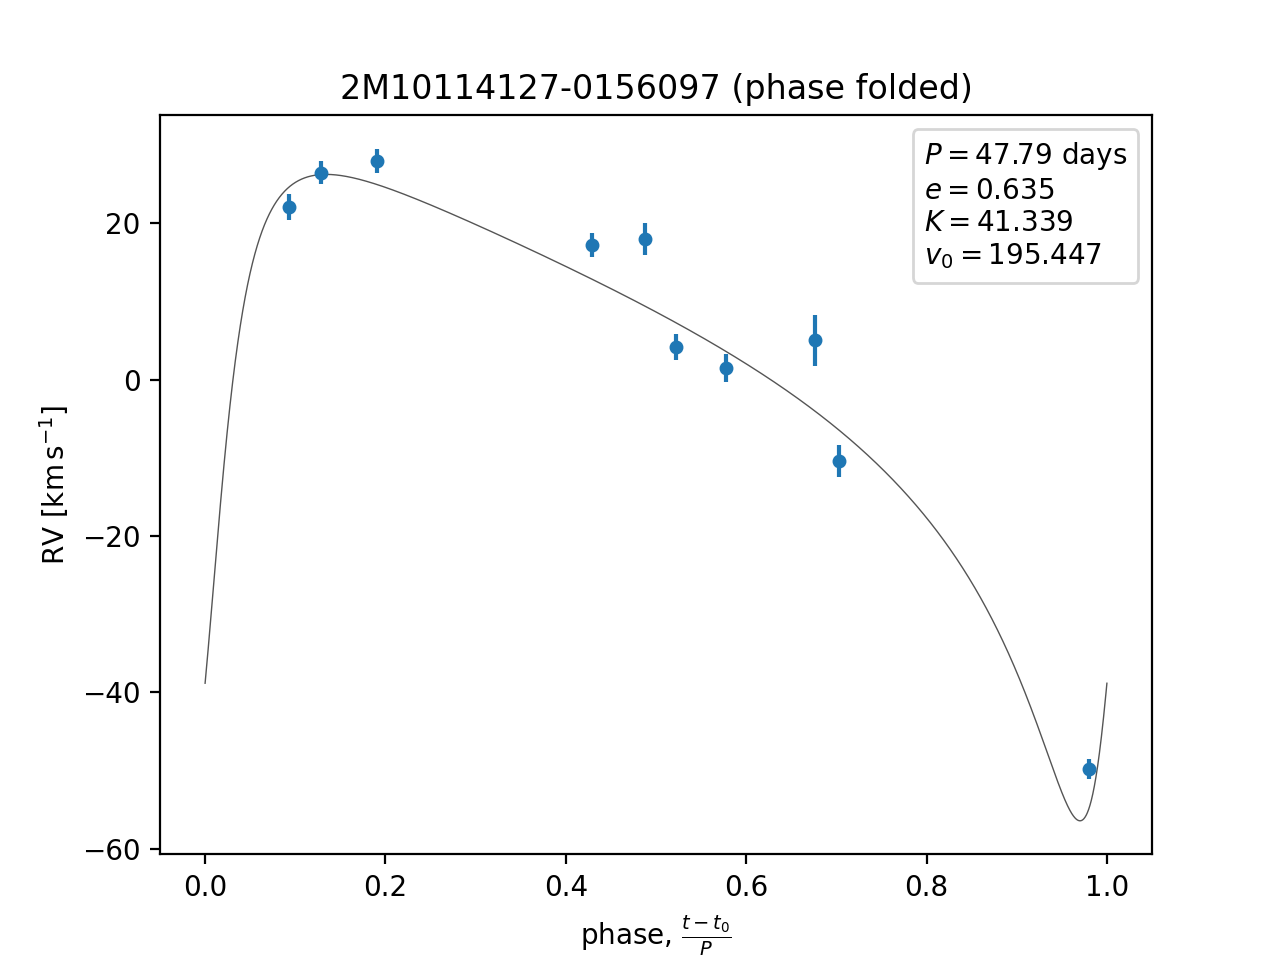 2M10114127-0156097 (phase folded)
P = 47.79 days
e = 0.635
K = 41.339
v₀ = 195.447
RV [km s⁻¹]
20
0
−20
−40
−60
0.0 0.2 0.4 0.6 0.8 1.0
phase, (t − t₀)/P